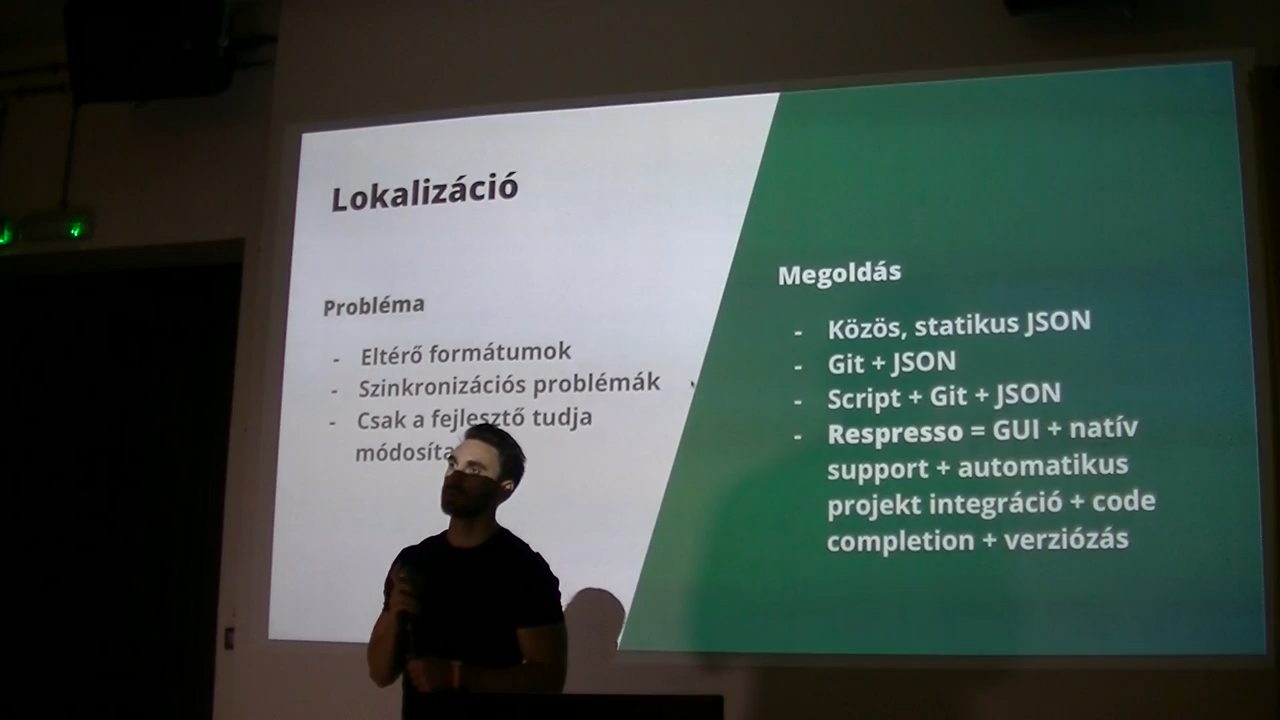 Lokalizáció
Probléma
- Eltérő formátumok
- Szinkronizációs problémák
- Csak a fejlesztő tudja
Megoldás
- Közös, statikus JSON
- Git + JSON
- Script + Git + JSON
- Respresso = GUI + natív
support + automatikus
projekt integráció + code
completion + verziózás